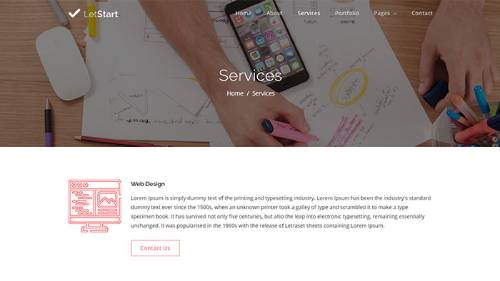 LetStart
Home About Services Portfolio Pages Contact
Services
Home / Services
Web Design
Lorem Ipsum is simply dummy text of the printing and typesetting industry. Lorem Ipsum has been the industry's standard
dummy text ever since the 1500s, when an unknown printer took a galley of type and scrambled it to make a type
specimen book. It has survived not only five centuries, but also the leap into electronic typesetting, remaining essentially
unchanged. It was popularised in the 1960s with the release of Letraset sheets containing Lorem Ipsum.
Contact Us